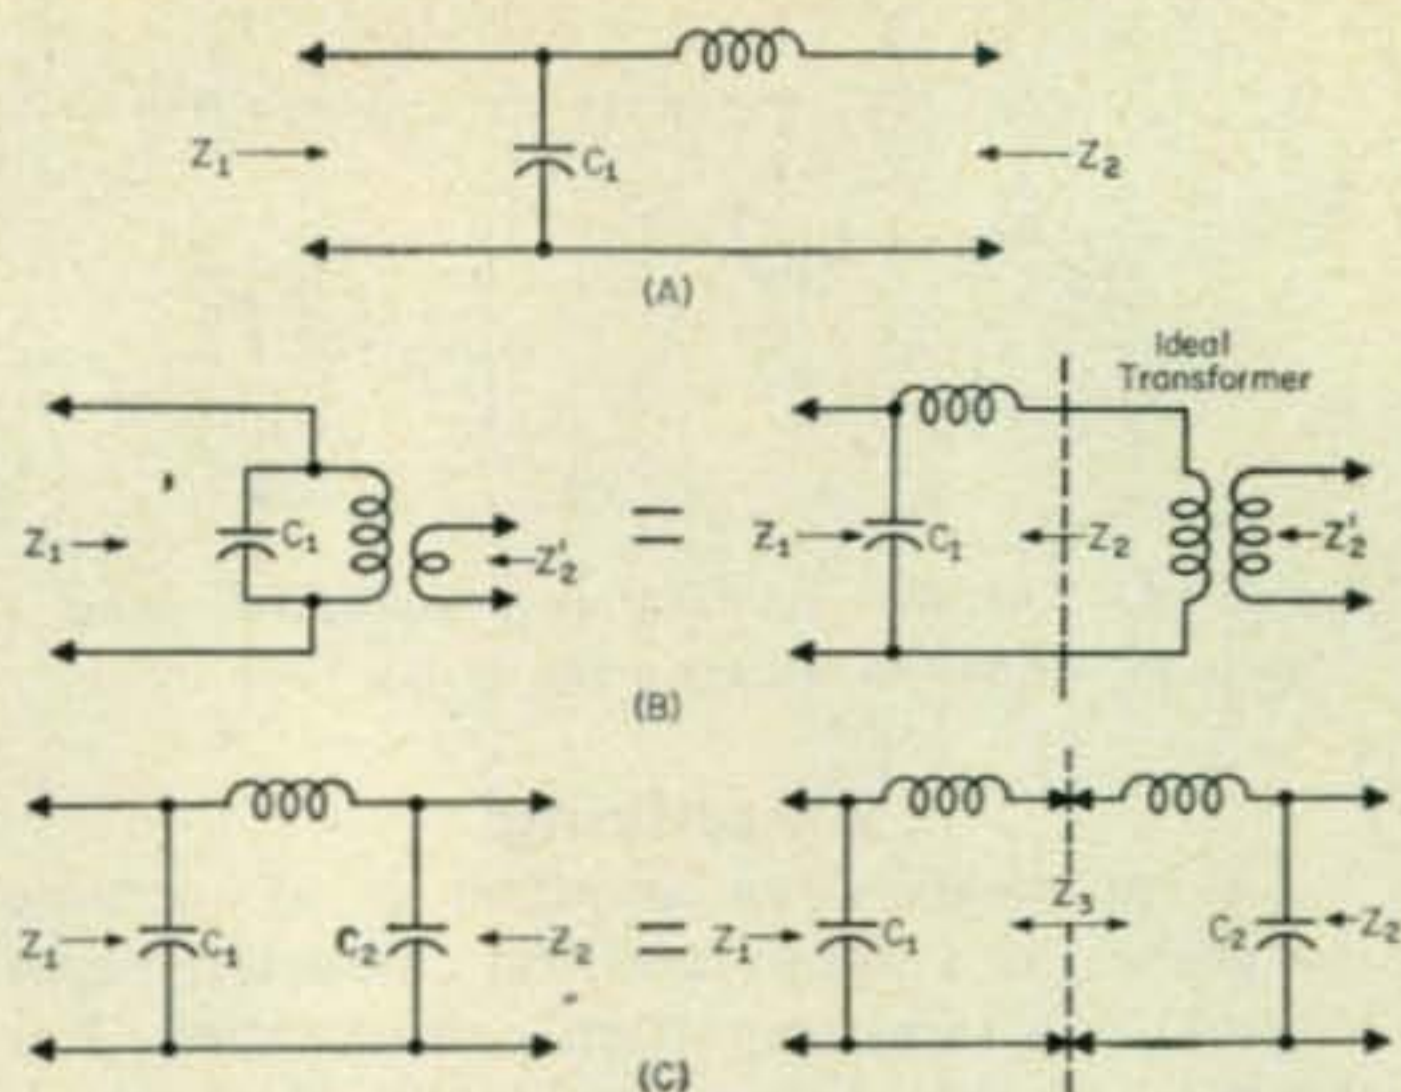 Z₁ C₁ Z₂
(A)
Ideal
Transformer
Z₁ C₁ Z'₂ = Z₁ C₁ Z₂ Z'₂
(B)
Z₃
Z₁ C₁ C₂ Z₂ = Z₁ C₁ C₂ Z₂
(C)